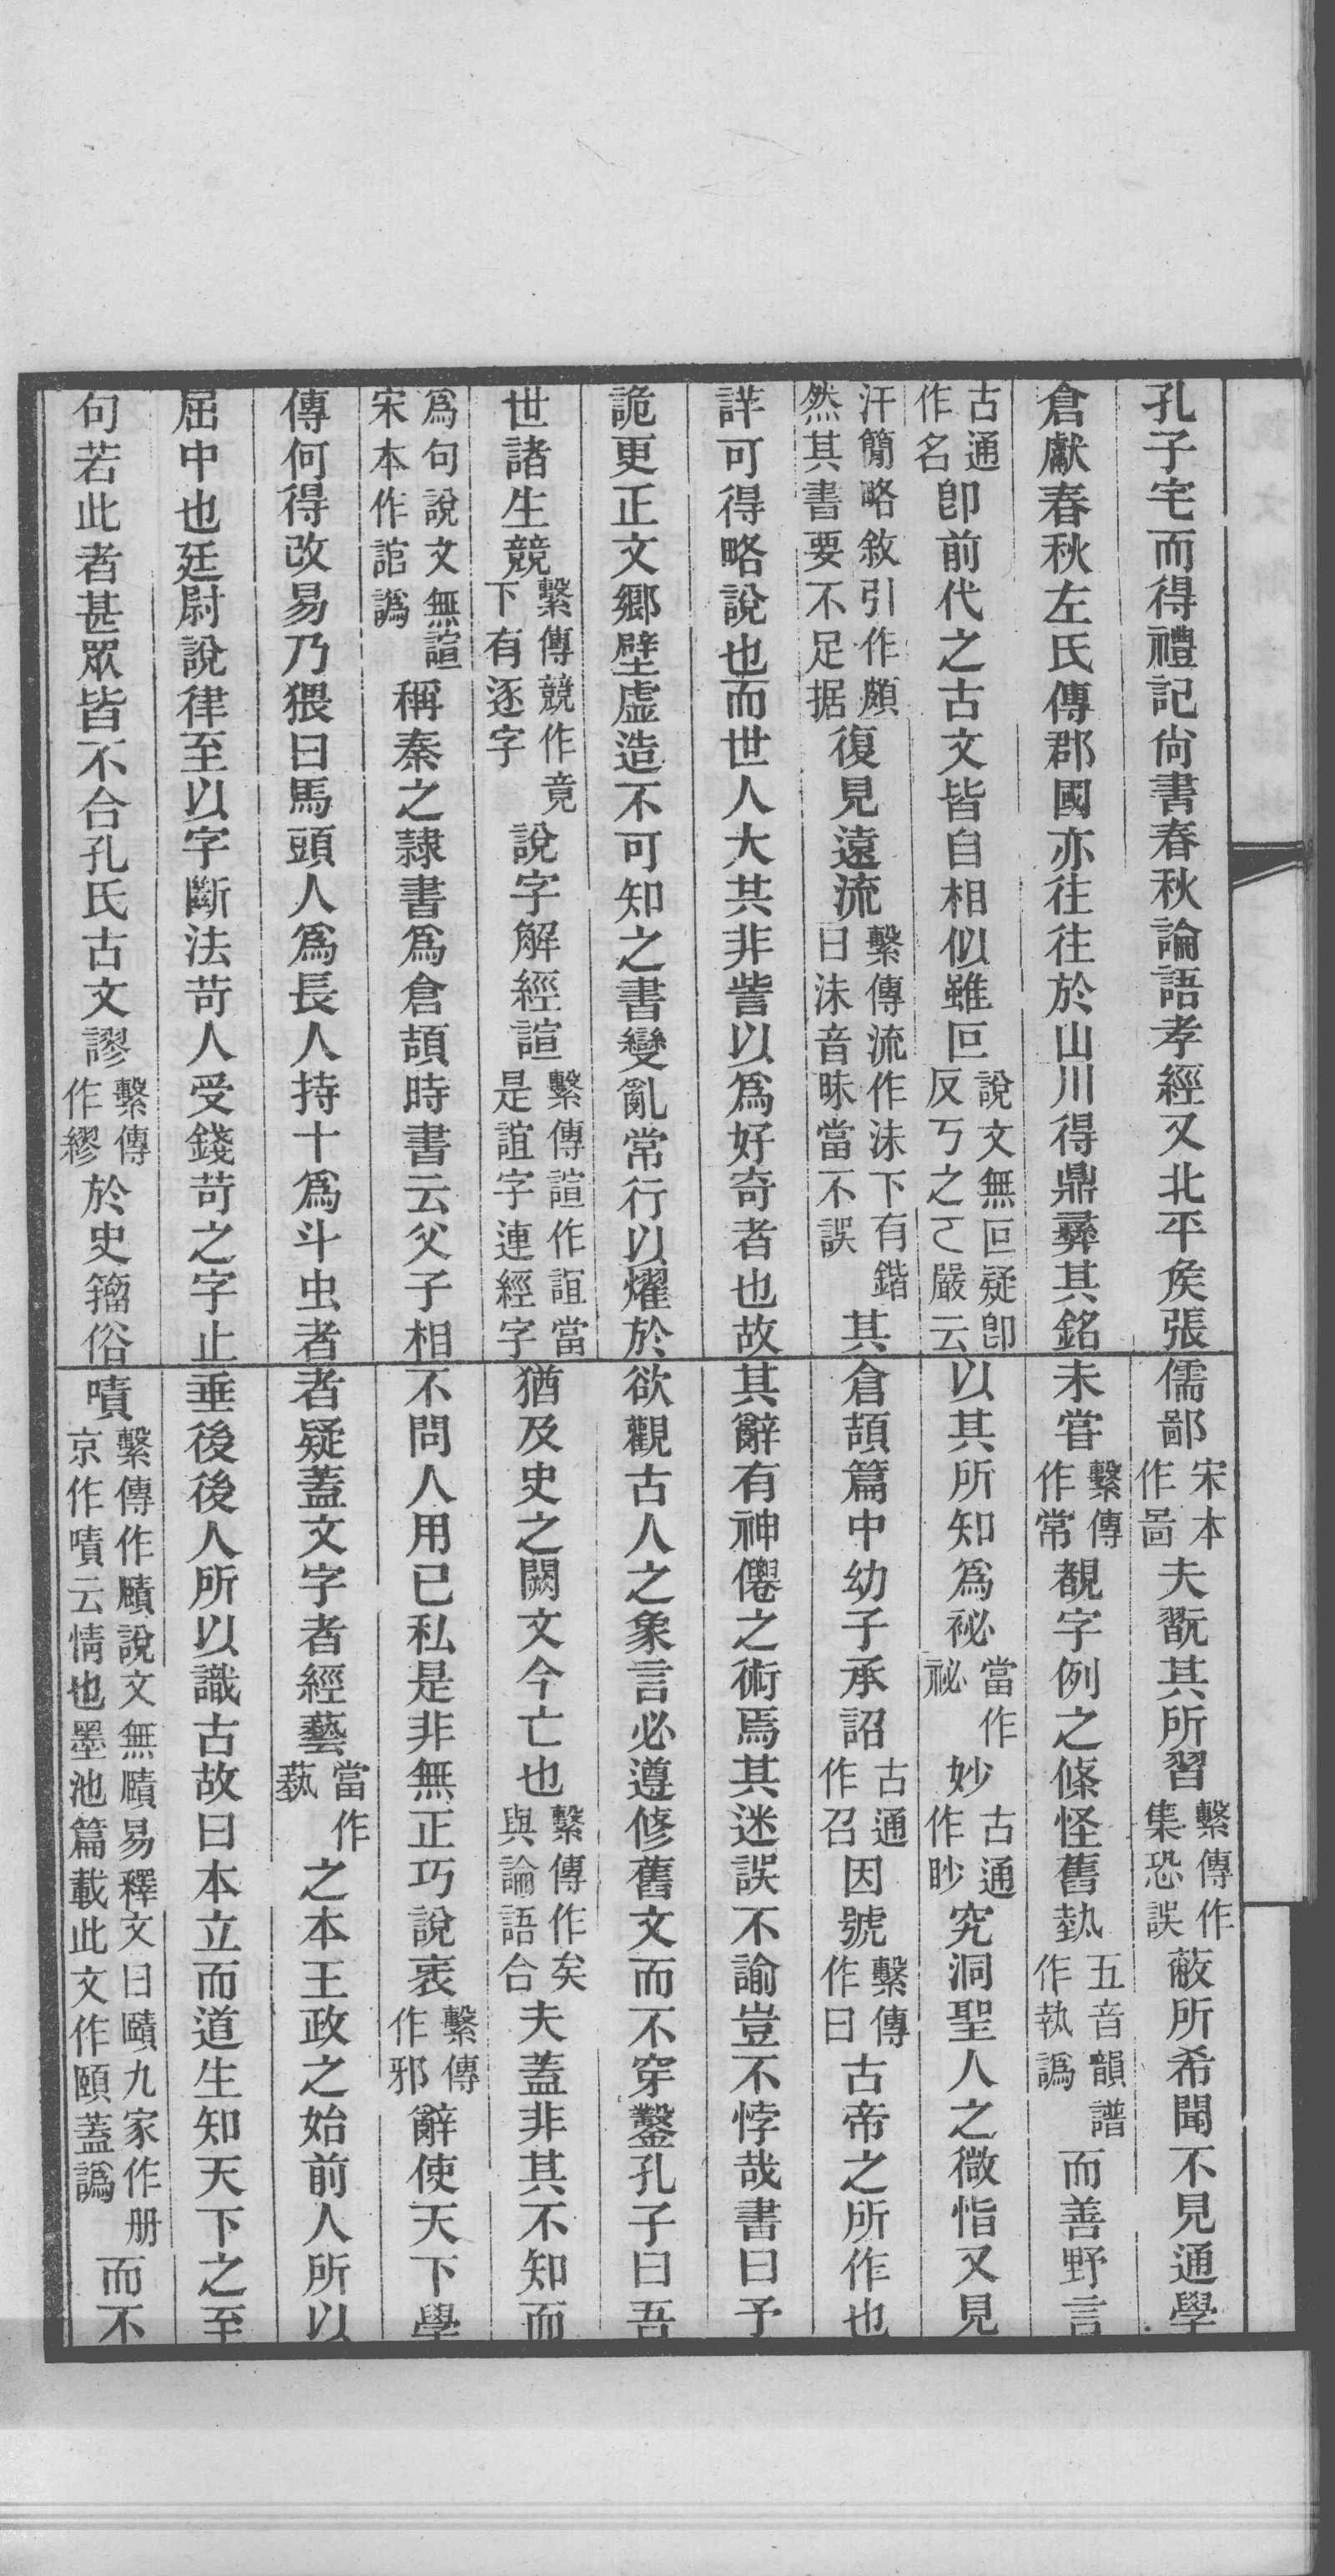 孔子宅而得禮記尙書春秋論語孝經又北平矦張
倉獻春秋左氏傳郡國亦往往於山川得鼎彝其銘
古通作名卽前代之古文皆自相似雖叵說文無叵疑卽反丂之𠀀嚴云
汗簡略敘引作頗然其書要不足据復見遠流繫傳流作沬下有鍇曰沬音昧當不誤其
詳可得略說也而世人大共非訾以爲好奇者也故
詭更正文鄉壁虛造不可知之書變亂常行以燿於
世諸生競繫傳競作竟下有逐字說字解經諠繫傳諠作誼當是誼字連經字
爲句說文無諠宋本作諠譌稱秦之隷書爲倉頡時書云父子相
傳何得改易乃猥曰馬頭人爲長人持十爲斗虫者
屈中也廷尉說律至以字斷法苛人受錢苛之字止
句若此者甚眾皆不合孔氏古文謬繫傳作繆於史籀俗
儒鄙宋本作啚夫翫其所習繫傳作集恐誤蔽所希聞不見通學
未甞繫傳作常覩字例之條怪舊埶五音韻譜作執譌而善野言
以其所知爲祕當作祕妙古通作眇究洞聖人之微恉又見
倉頡篇中幼子承詔古通作召因號繫傳作曰古帝之所作也
其辭有神僊之術焉其迷誤不諭豈不悖哉書曰予
欲觀古人之象言必遵修舊文而不穿鑿孔子曰吾
猶及史之闕文今亡也繫傳作矣與論語合夫蓋非其不知而
不問人用已私是非無正巧說衺繫傳作邪辭使天下學
者疑蓋文字者經藝當作蓺之本王政之始前人所以
垂後後人所以識古故曰本立而道生知天下之至
嘖繫傳作賾說文無賾易釋文曰賾九家作册京作嘖云情也墨池篇載此文作頤蓋譌而不